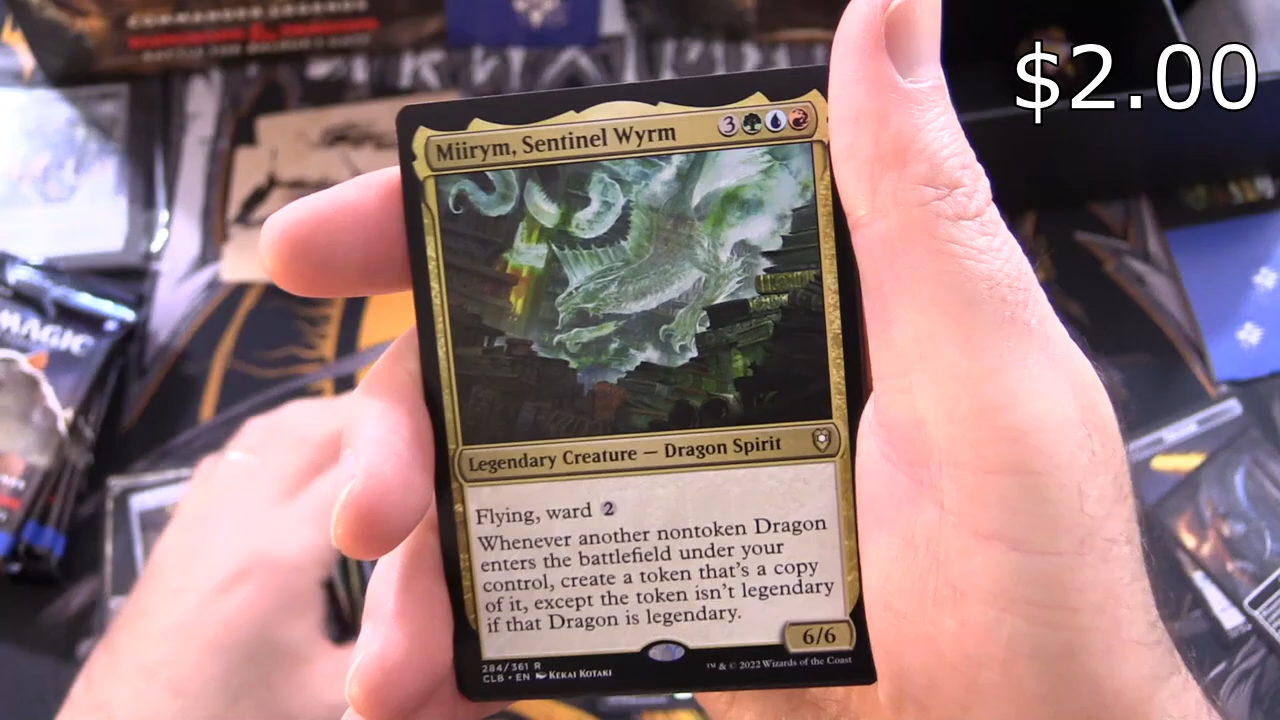 COMMANDER LEGENDS
$2.00
Miirym, Sentinel Wyrm
3
Legendary Creature — Dragon Spirit
Flying, ward 2
Whenever another nontoken Dragon
enters the battlefield under your
control, create a token that's a copy
of it, except the token isn't legendary
if that Dragon is legendary.
6/6
284/361 R
CLB • EN KEKAI KOTAKI
™ & © 2022 Wizards of the Coast
MAGIC